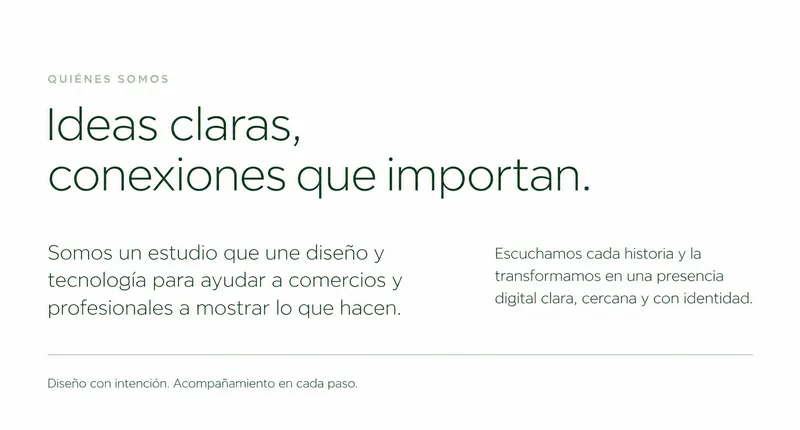 QUIÉNES SOMOS
Ideas claras,
conexiones que importan.
Somos un estudio que une diseño y
tecnología para ayudar a comercios y
profesionales a mostrar lo que hacen.
Escuchamos cada historia y la
transformamos en una presencia
digital clara, cercana y con identidad.
Diseño con intención. Acompañamiento en cada paso.